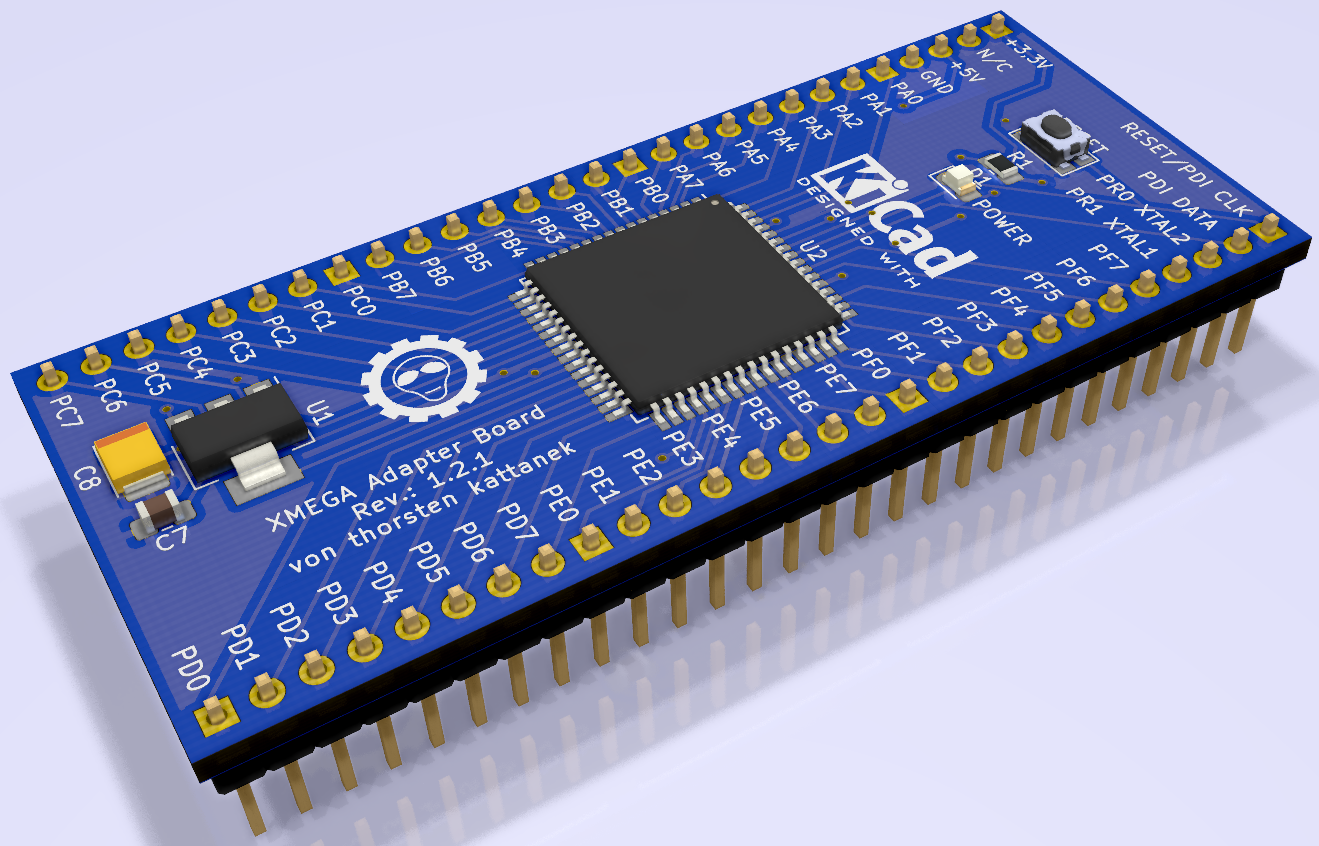 +3,3V
N/C
+5V
GND
PA0
PA1
PA2
PA3
PA4
PA5
PA6
PA7
PB0
PB1
PB2
PB3
PB4
PB5
PB6
PB7
PC0
PC1
PC2
PC3
PC4
PC5
PC6
PC7
RESET/PDI CLK
PDI DATA
PR0 XTAL2
PR1 XTAL1
PF7
PF6
PF5
PF4
PF3
PF2
PF1
PF0
PE7
PE6
PE5
PE4
PE3
PE2
PE1
PE0
PD7
PD6
PD5
PD4
PD3
PD2
PD1
PD0
R1
D1
POWER
KiCad
DESIGNED WITH
U2
U1
C8
C7
XMEGA Adapter Board
Rev.: 1.2.1
von thorsten kattanek